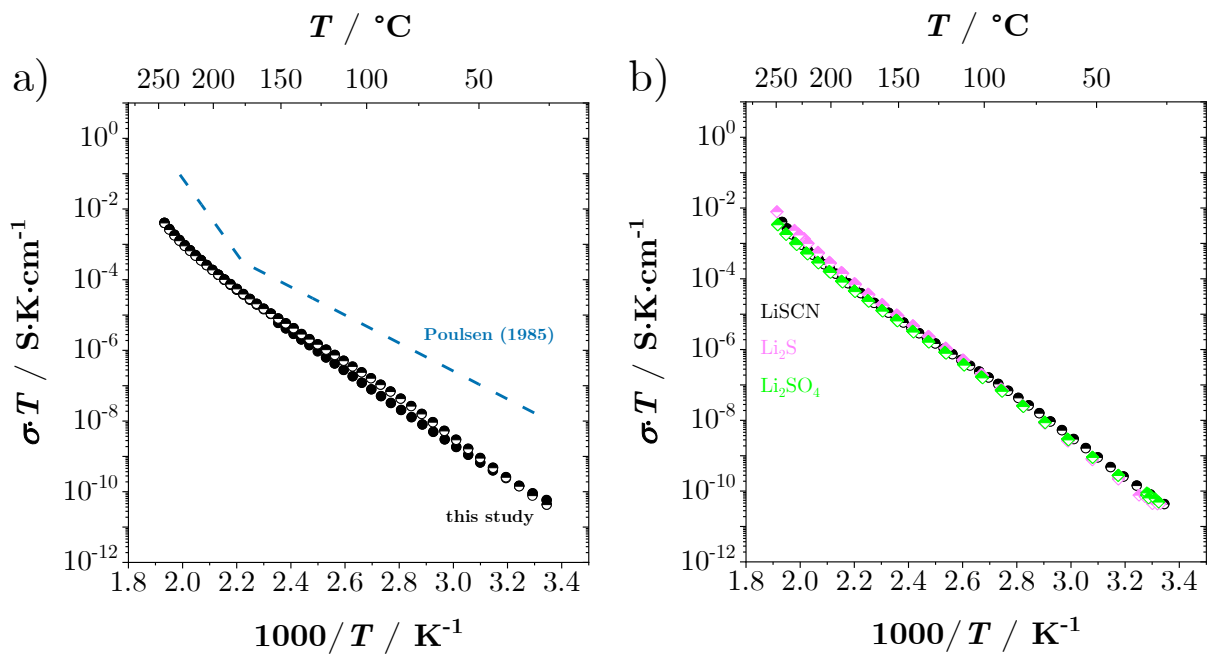 T / °C
a)
250 200 150 100 50
10⁰
10⁻²
10⁻⁴
10⁻⁶
10⁻⁸
10⁻¹⁰
10⁻¹²
σ·T / S·K·cm⁻¹
Poulsen (1985)
this study
1.8 2.0 2.2 2.4 2.6 2.8 3.0 3.2 3.4
1000/T / K⁻¹
T / °C
b)
250 200 150 100 50
10⁰
10⁻²
10⁻⁴
10⁻⁶
10⁻⁸
10⁻¹⁰
10⁻¹²
σ·T / S·K·cm⁻¹
LiSCN
Li₂S
Li₂SO₄
1.8 2.0 2.2 2.4 2.6 2.8 3.0 3.2 3.4
1000/T / K⁻¹